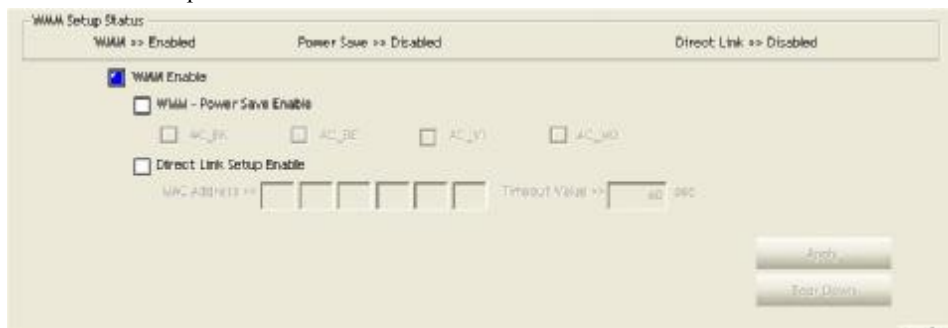 WMM Setup Status
WMM >> Enabled Power Save >> Disabled Direct Link >> Disabled
WMM Enable
WMM - Power Save Enable
AC_BK AC_BE AC_VI AC_VO
Direct Link Setup Enable
MAC Address >> Timeout Value >> 60 sec
Apply
Tear Down